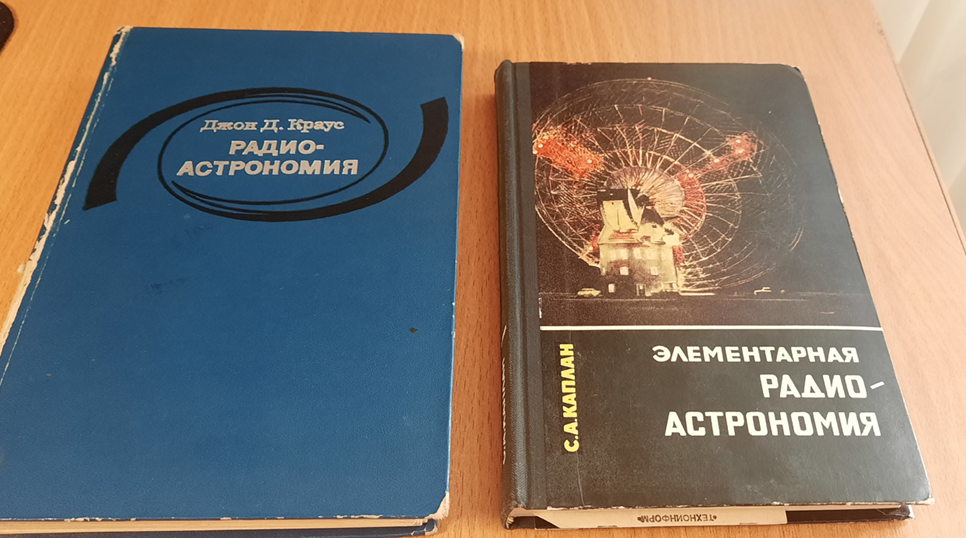 Джон Д. Краус
РАДИО-
АСТРОНОМИЯ
С.А.КАПЛАН
ЭЛЕМЕНТАРНАЯ
РАДИО-
АСТРОНОМИЯ
•ТЕХНОИНФОРМ•